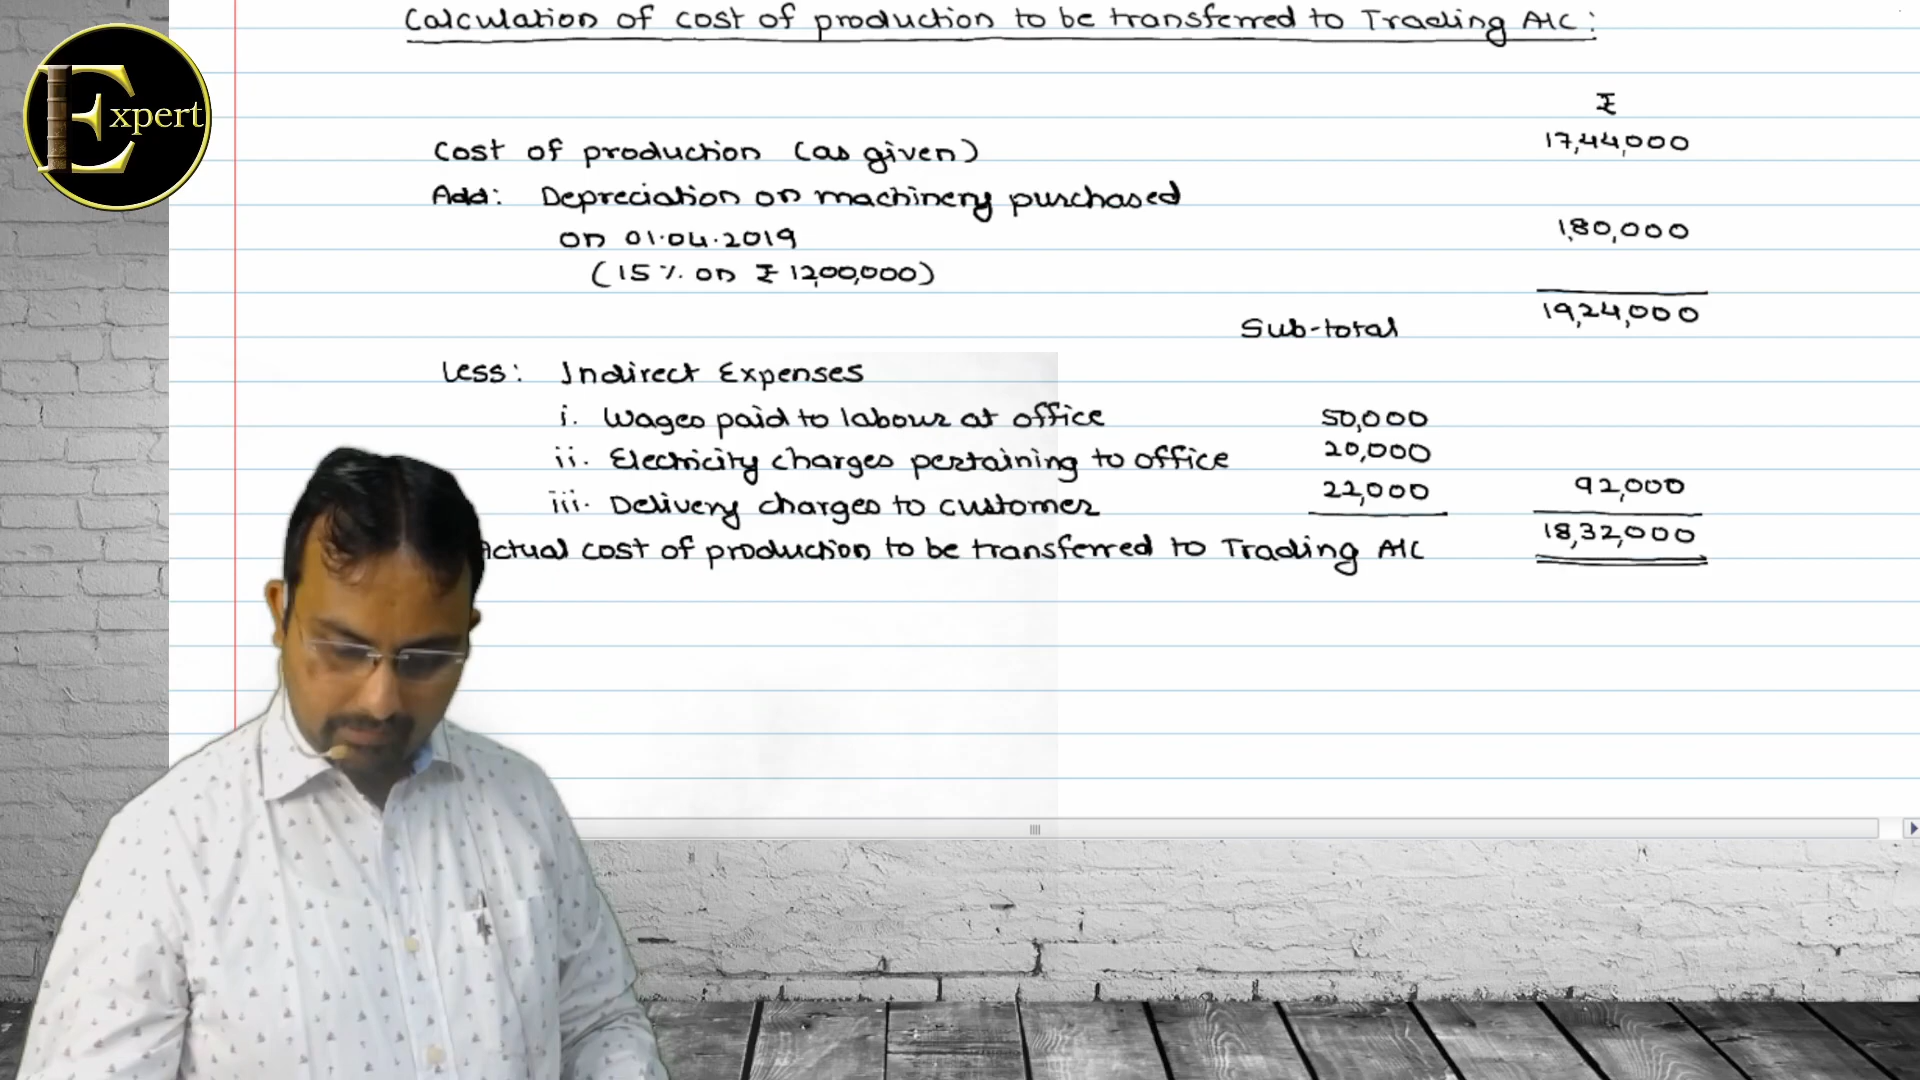 Expert
Calculation of cost of production to be transferred to Trading A/C:
₹
Cost of production (as given) 17,44,000
Add: Depreciation on machinery purchased
on 01.04.2019 1,80,000
(15 % on ₹ 12,00,000)
Sub-total 19,24,000
Less: Indirect Expenses
i. Wages paid to labour at office 50,000
ii. Electricity charges pertaining to office 20,000
iii. Delivery charges to customer 22,000 92,000
Actual cost of production to be transferred to Trading A/C 18,32,000